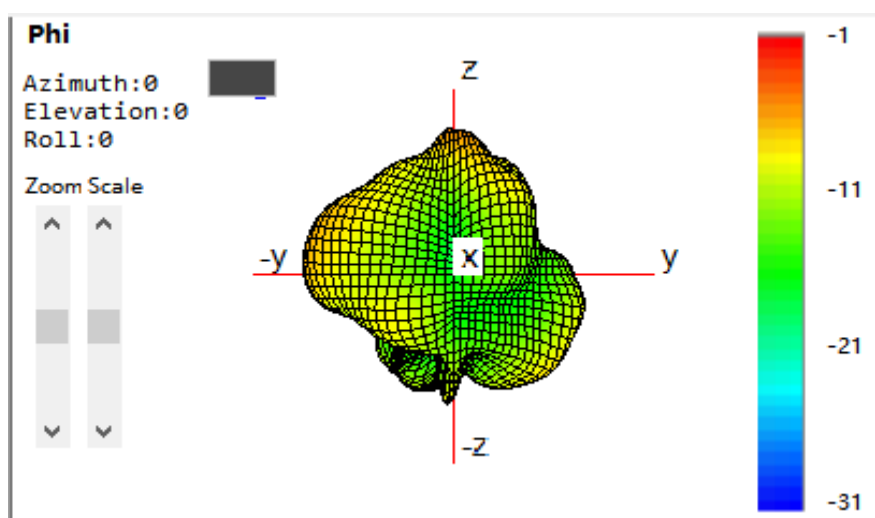 Phi
Azimuth:0
Elevation:0
Roll:0
Zoom Scale
z
-y
x
y
-z
-1
-11
-21
-31